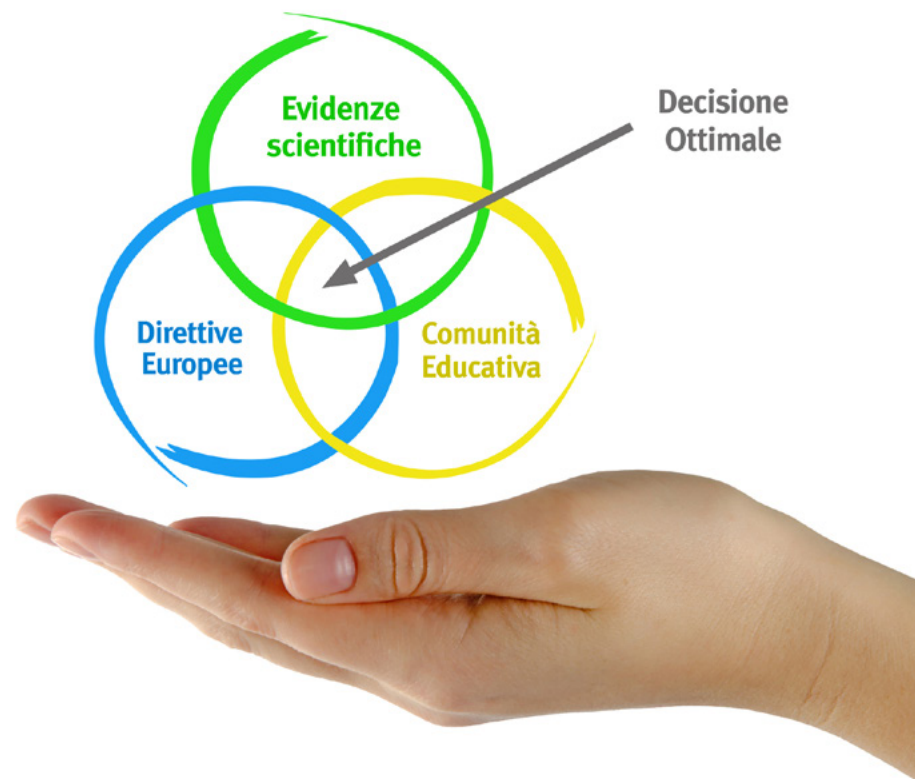 Evidenze
scientifiche
Decisione
Ottimale
Direttive
Europee
Comunità
Educativa